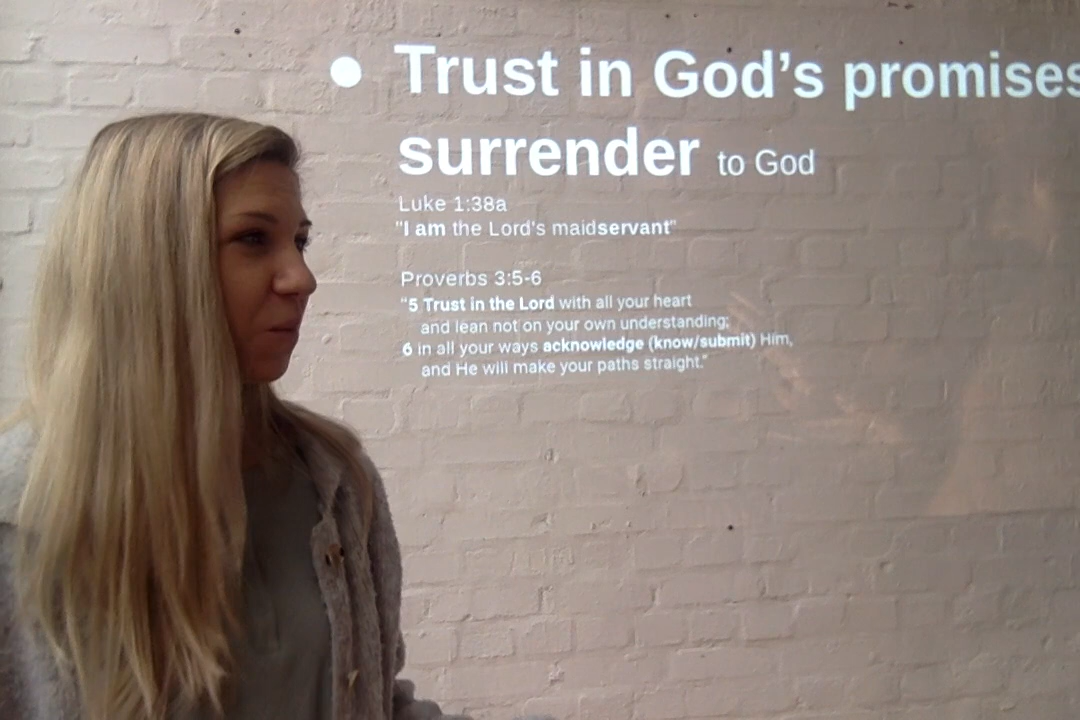 • Trust in God’s promises
surrender to God
Luke 1:38a
"I am the Lord's maidservant"
Proverbs 3:5-6
"5 Trust in the Lord with all your heart
and lean not on your own understanding;
6 in all your ways acknowledge (know/submit) Him,
and He will make your paths straight."